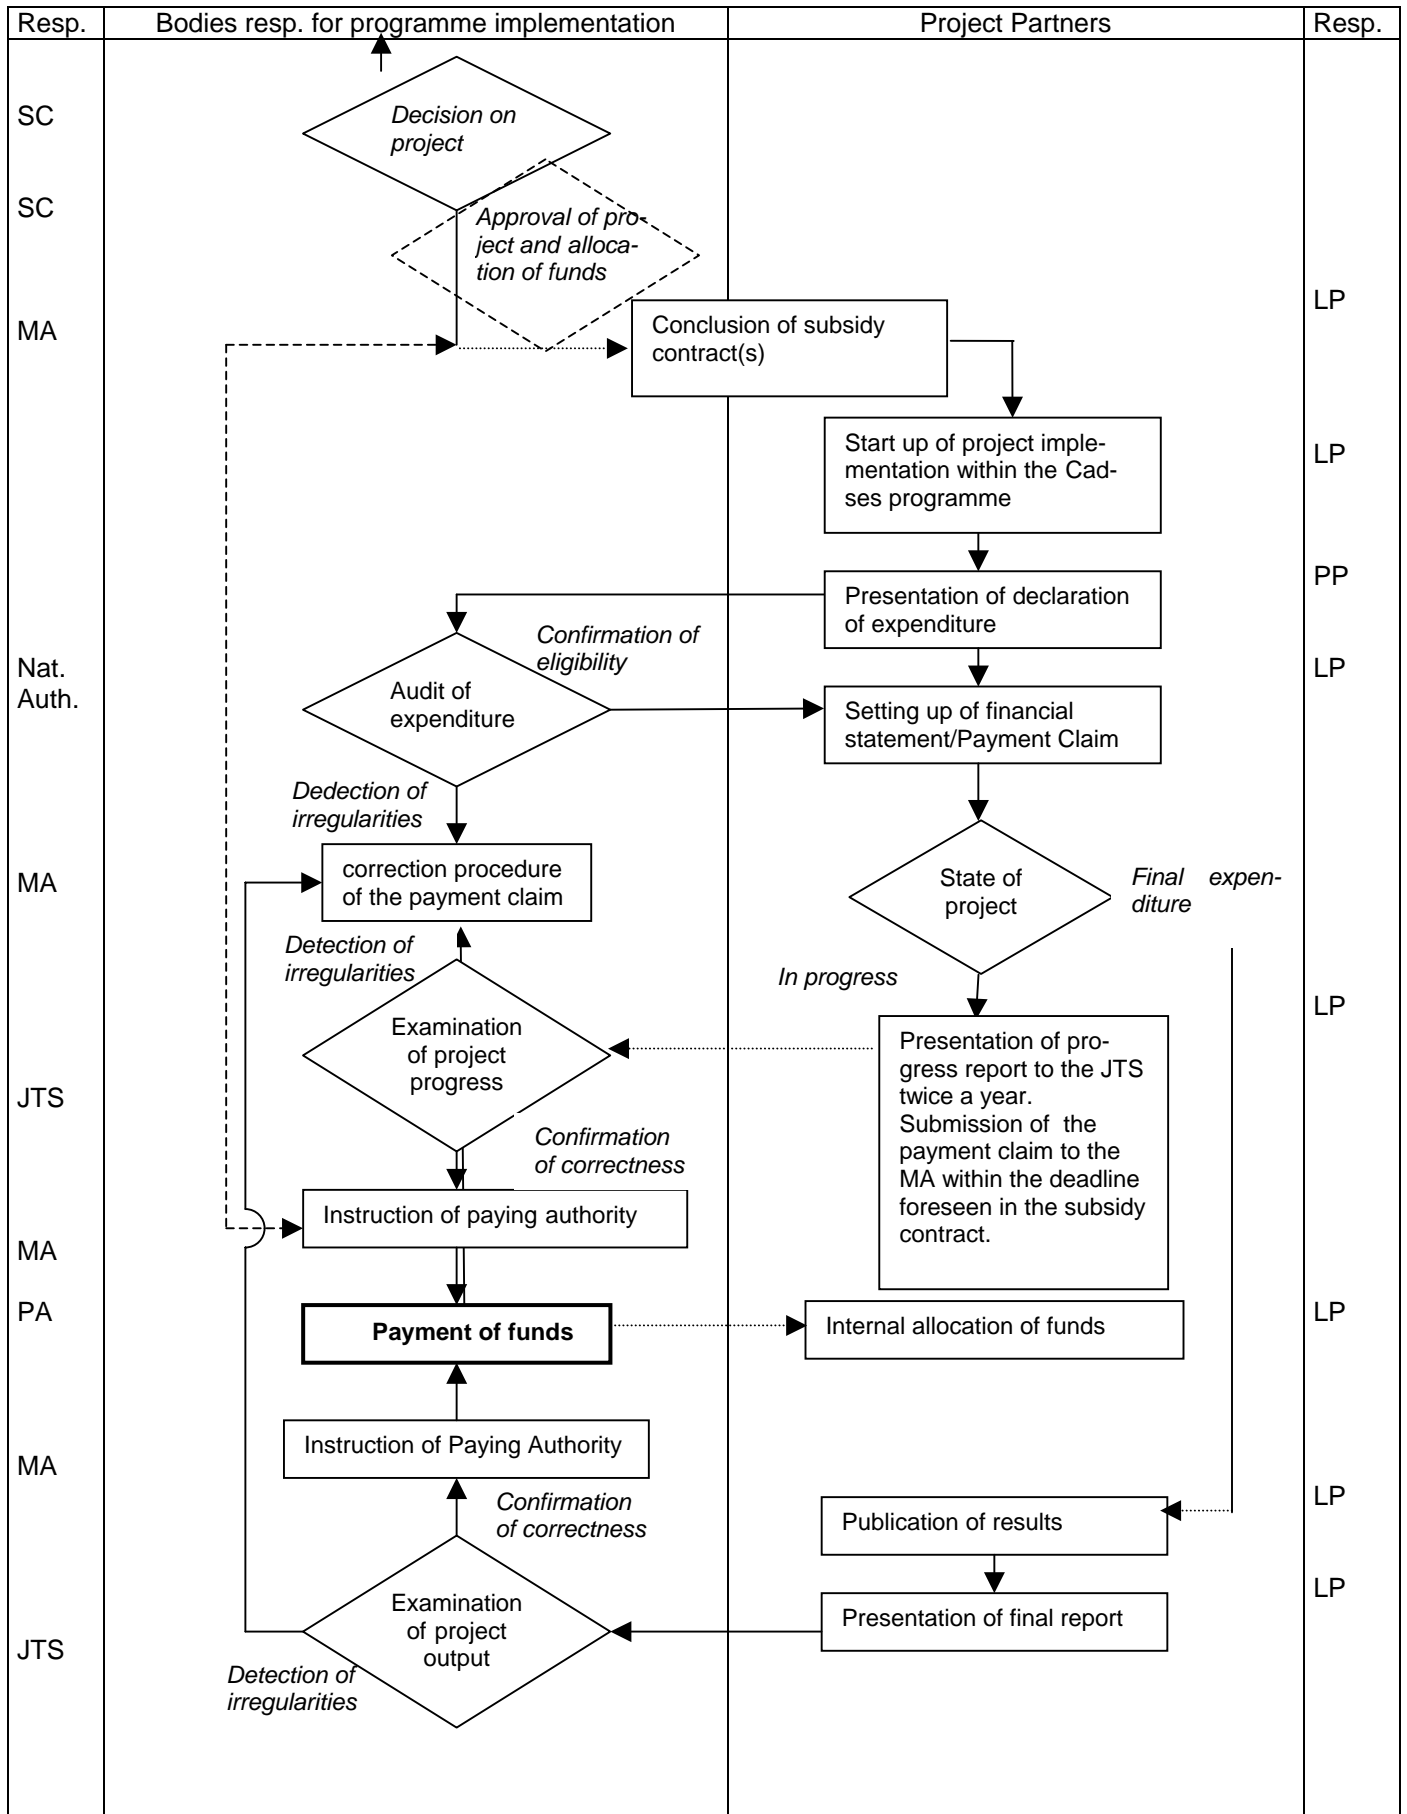 Resp.
Bodies resp. for programme implementation
Project Partners
Resp.
SC
Decision on
project
SC
Approval of pro-
ject and alloca-
tion of funds
MA
Conclusion of subsidy
contract(s)
LP
Start up of project imple-
mentation within the Cad-
ses programme
LP
Presentation of declaration
of expenditure
PP
Confirmation of
eligibility
Nat.
Auth.
Audit of
expenditure
Setting up of financial
statement/Payment Claim
LP
Dedection of
irregularities
MA
correction procedure
of the payment claim
State of
project
Final expen-
diture
Detection of
irregularities
In progress
LP
Examination
of project
progress
Presentation of pro-
gress report to the JTS
twice a year.
Submission of the
payment claim to the
MA within the deadline
foreseen in the subsidy
contract.
JTS
Confirmation
of correctness
Instruction of paying authority
MA
PA
Payment of funds
Internal allocation of funds
LP
Instruction of Paying Authority
MA
Confirmation
of correctness
Publication of results
LP
Examination
of project
output
Presentation of final report
LP
JTS
Detection of
irregularities